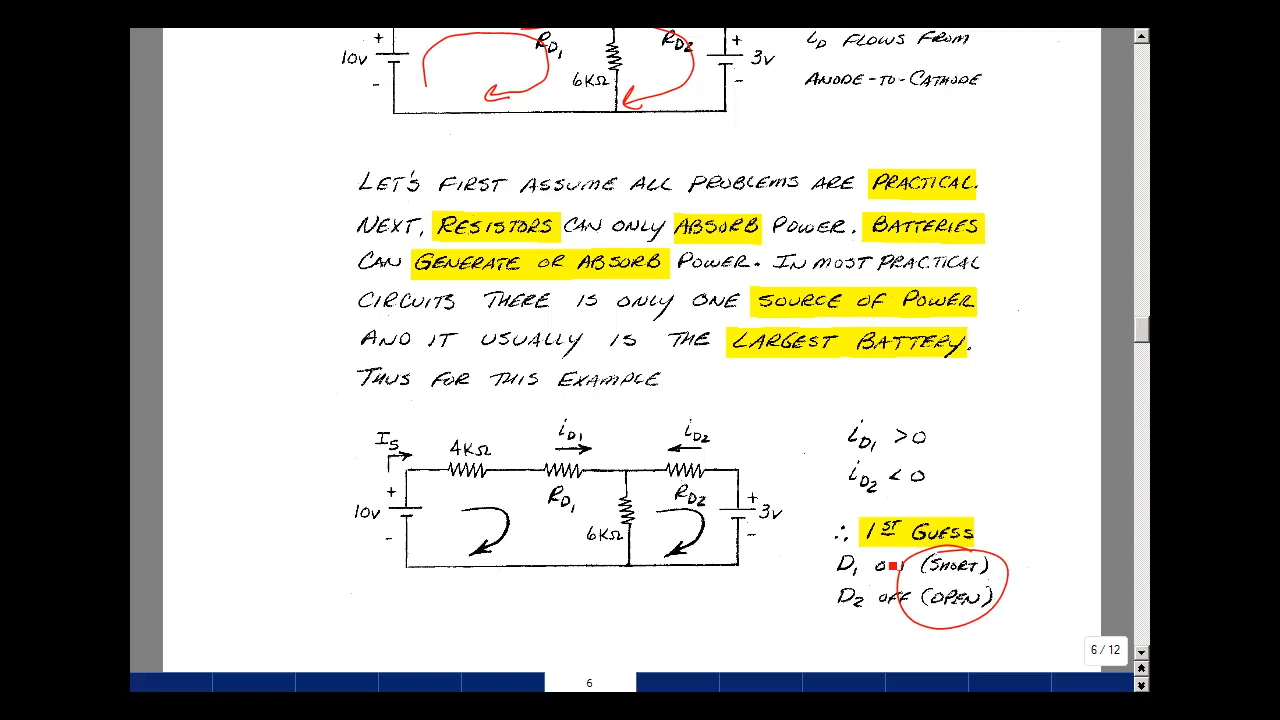 + RD1 RD2 + iD FLOWS FROM
10V 6KΩ 3V
- - ANODE-TO-CATHODE
LET'S FIRST ASSUME ALL PROBLEMS ARE PRACTICAL.
NEXT, RESISTORS CAN ONLY ABSORB POWER. BATTERIES
CAN GENERATE OR ABSORB POWER. IN MOST PRACTICAL
CIRCUITS THERE IS ONLY ONE SOURCE OF POWER
AND IT USUALLY IS THE LARGEST BATTERY.
THUS FOR THIS EXAMPLE
IS 4KΩ iD1 iD2
iD1 > 0
iD2 < 0
+ RD1 RD2 +
10V 6KΩ 3V
- -
∴ 1ST GUESS
D1 ON (SHORT)
D2 OFF (OPEN)
6 / 12
6